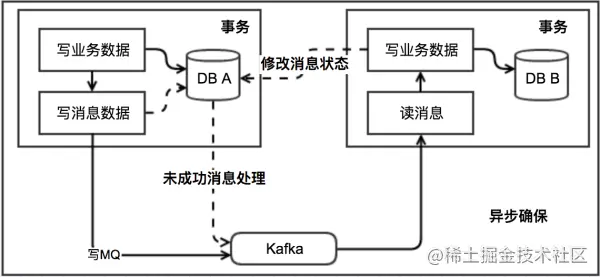 事务
写业务数据
写消息数据
DB A
修改消息状态
事务
写业务数据
读消息
DB B
未成功消息处理
写MQ
Kafka
异步确保
@稀土掘金技术社区